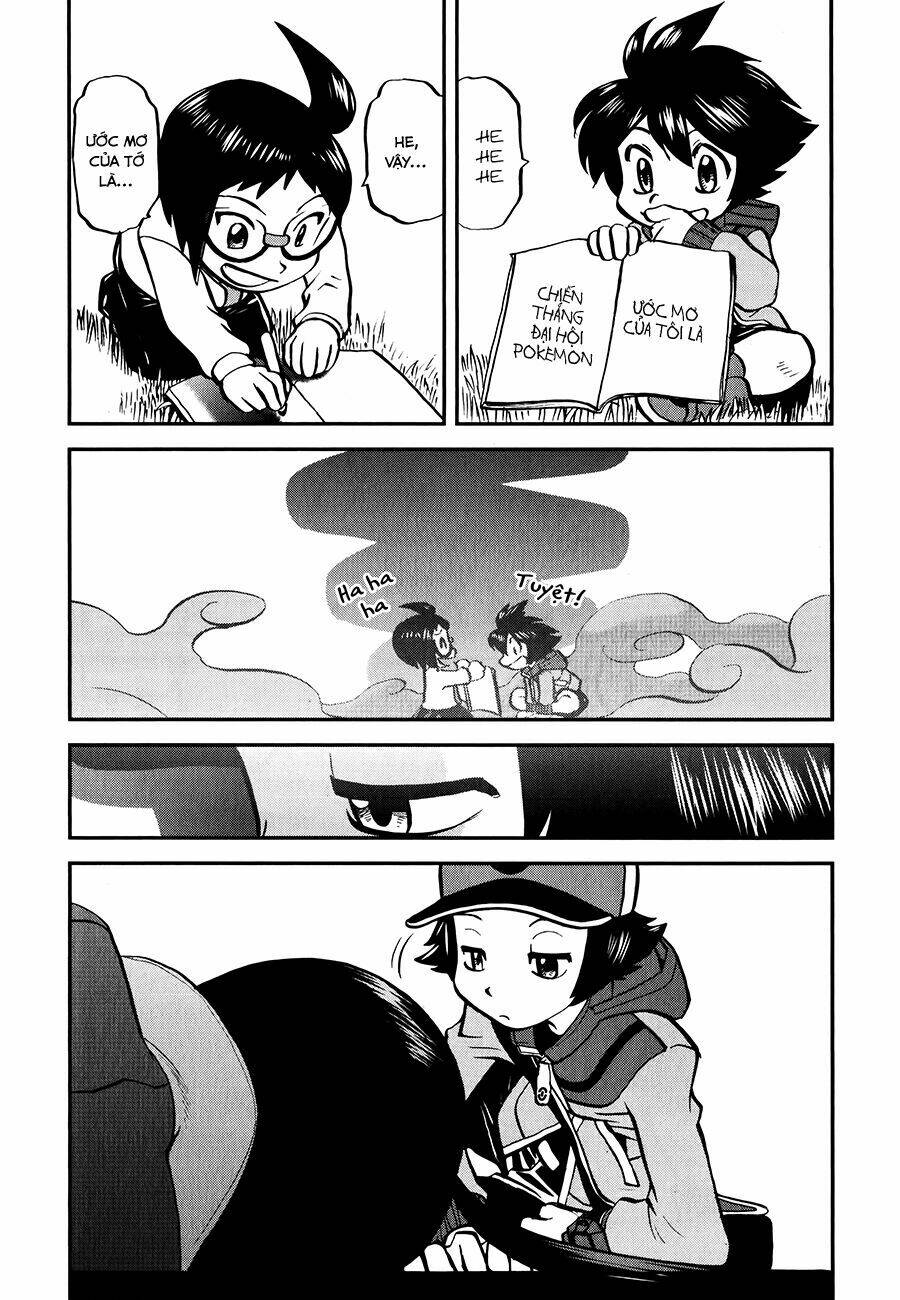 HE
HE
HE
ƯỚC MƠ
CỦA TÔI LÀ
CHIẾN
THẮNG
ĐẠI HỘI
POKEMON
HE,
VẬY...
ƯỚC MƠ
CỦA TỚ
LÀ...
Tuyệt!
Ha ha
ha